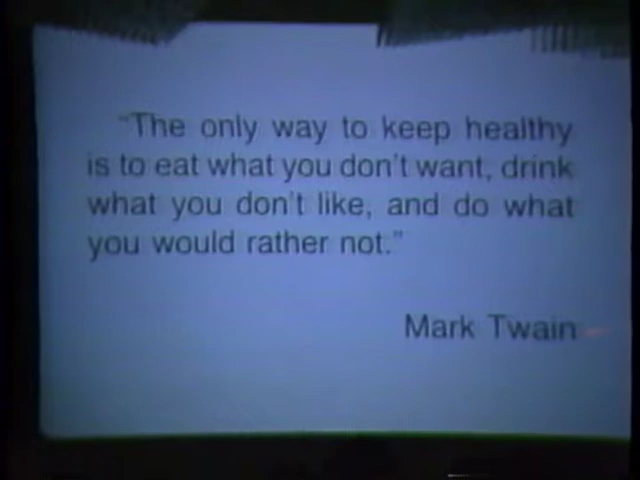 "The only way to keep healthy
is to eat what you don't want, drink
what you don't like, and do what
you would rather not."
Mark Twain